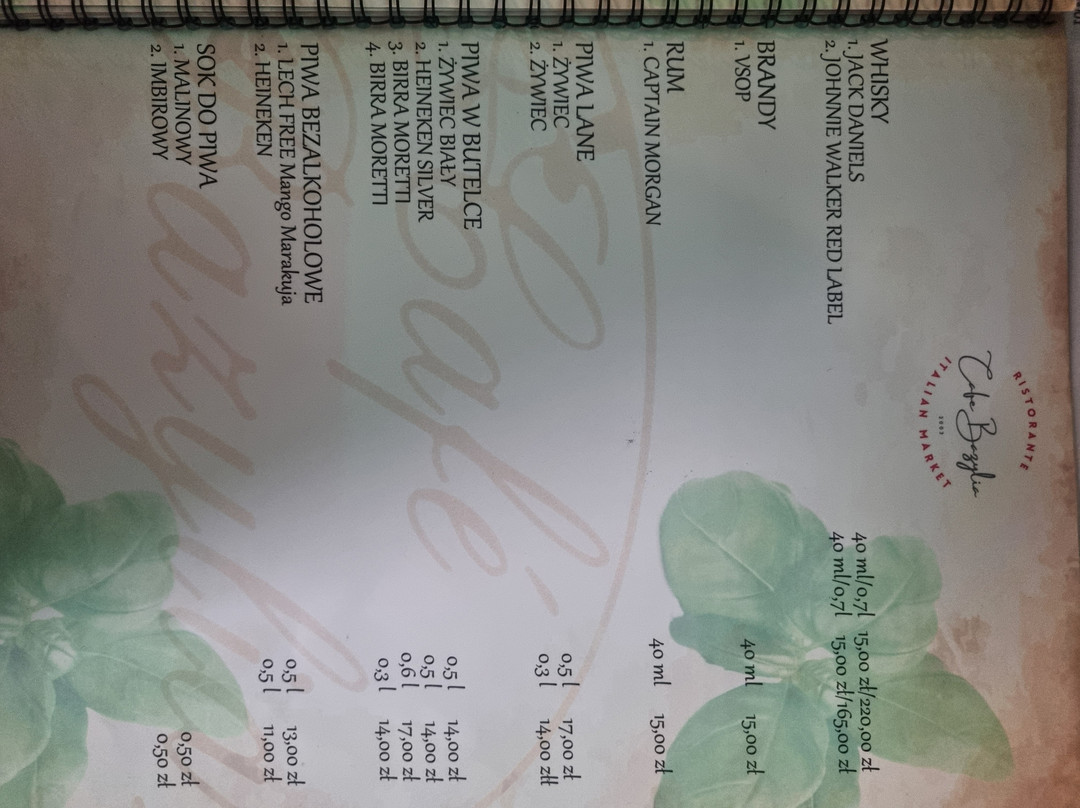 RISTORANTE
Cafe Bazylia
ITALIAN MARKET
WHISKY
1. JACK DANIELS 40 ml/0,7l 15,00 zł/220,00 zł
2. JOHNNIE WALKER RED LABEL 40 ml/0,7l 15,00 zł/165,00 zł
BRANDY
1. VSOP 40 ml 15,00 zł
RUM
1. CAPTAIN MORGAN 40 ml 15,00 zł
PIWA LANE
1. ŻYWIEC 0,5 l 17,00 zł
2. ŻYWIEC 0,3 l 14,00 złł
PIWA W BUTELCE
1. ŻYWIEC BIAŁY 0,5 l 14,00 zł
2. HEINEKEN SILVER 0,5 l 14,00 zł
3. BIRRA MORETTI 0,6 l 17,00 zł
4. BIRRA MORETTI 0,3 l 14,00 zł
PIWA BEZALKOHOLOWE
1. LECH FREE Mango Marakuja 0,5 l 13,00 zł
2. HEINEKEN 0,5 l 11,00 zł
SOK DO PIWA
1. MALINOWY 0,50 zł
2. IMBIROWY 0,50 zł
Cafe
Bazylia